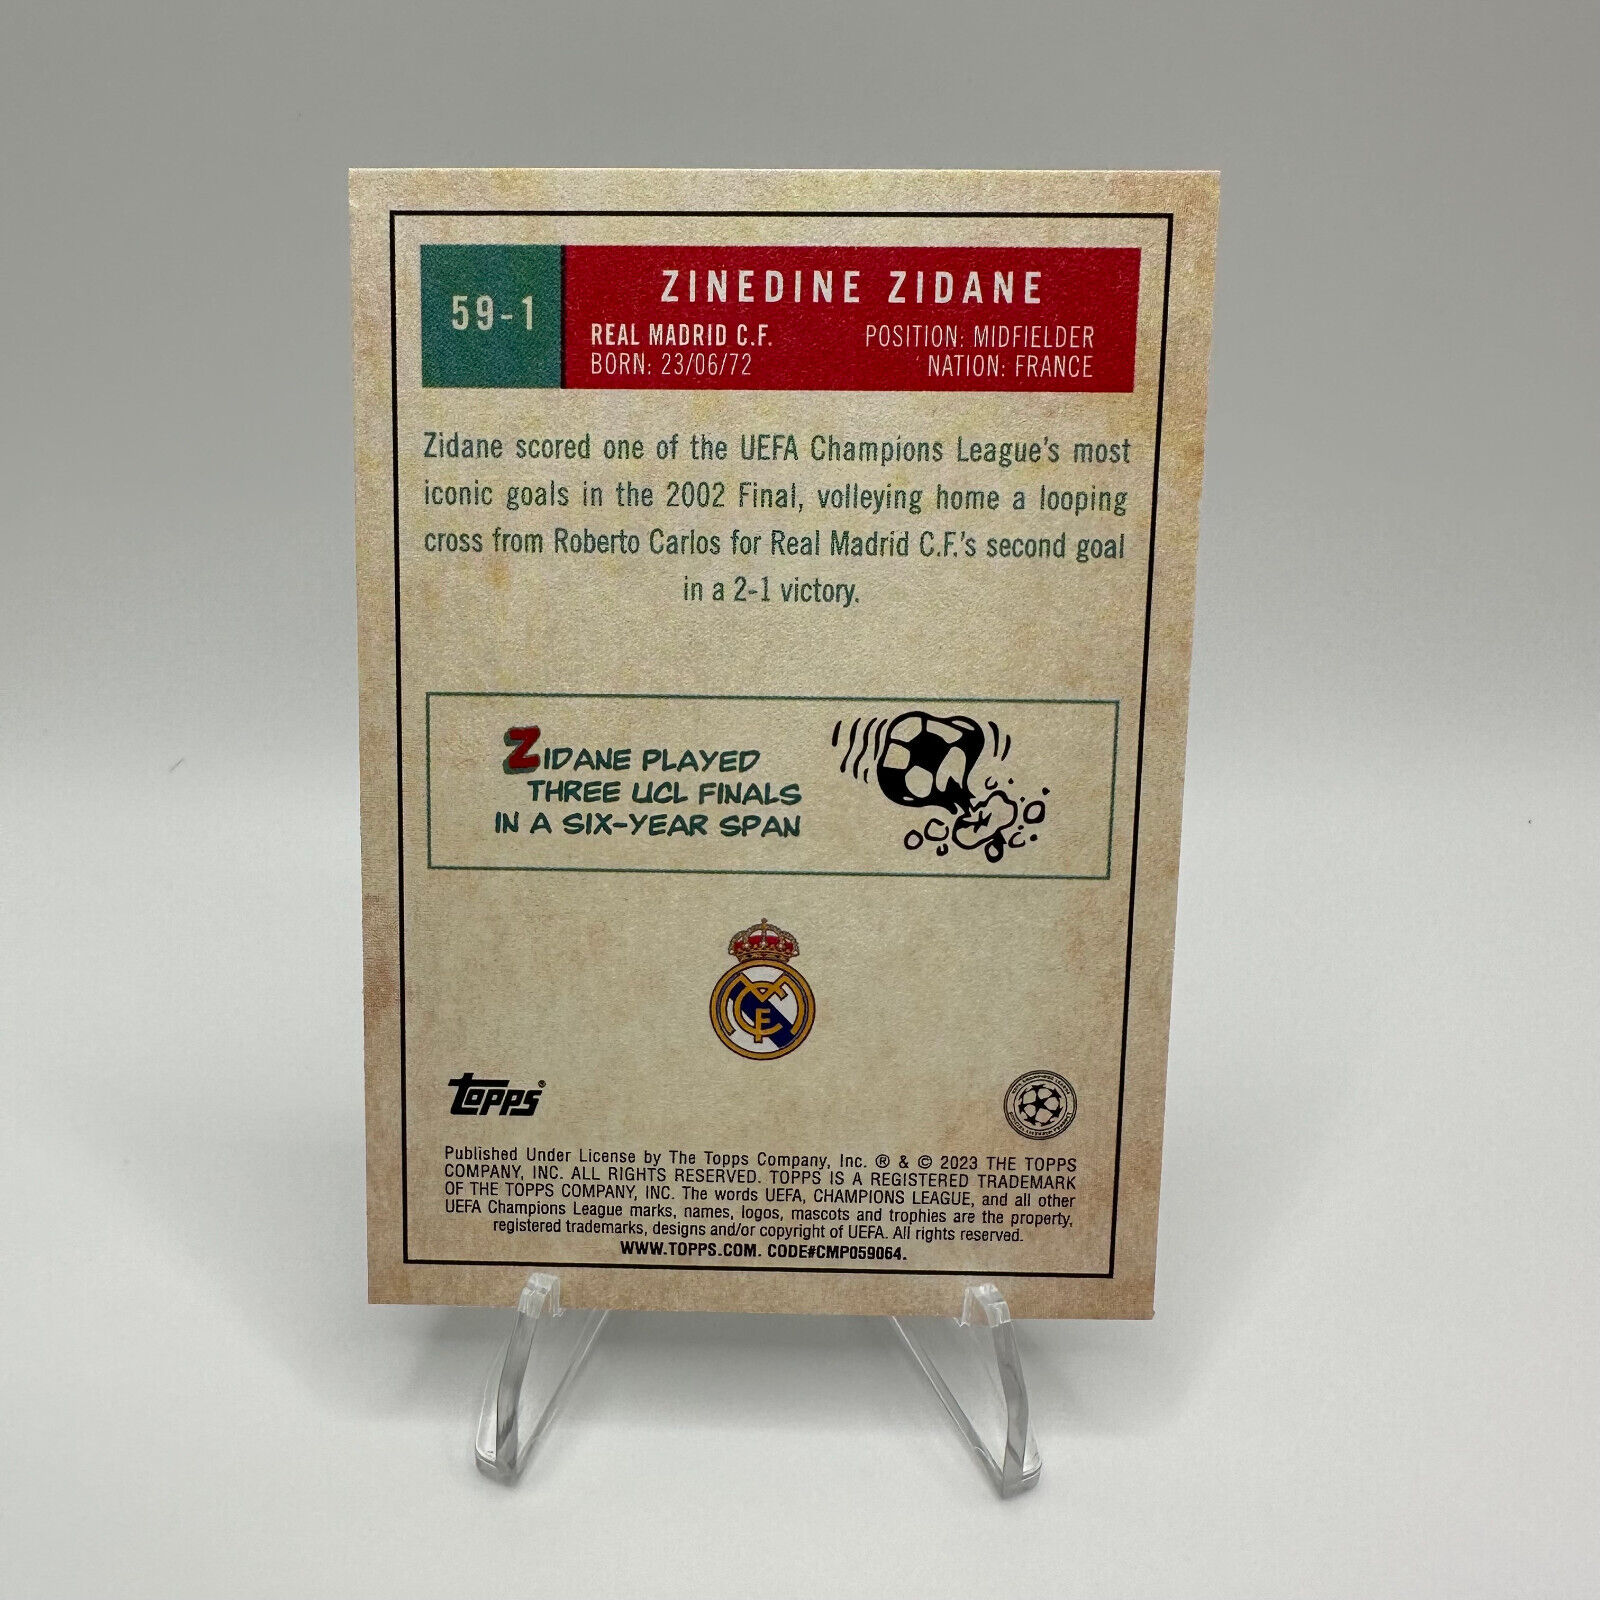 59-1
ZINEDINE ZIDANE
REAL MADRID C.F.
POSITION: MIDFIELDER
BORN: 23/06/72
NATION: FRANCE
Zidane scored one of the UEFA Champions League's most
iconic goals in the 2002 Final, volleying home a looping
cross from Roberto Carlos for Real Madrid C.F.'s second goal
in a 2-1 victory.
ZIDANE PLAYED
THREE UCL FINALS
IN A SIX-YEAR SPAN
topps®
Published Under License by The Topps Company, Inc. ® & © 2023 THE TOPPS
COMPANY, INC. ALL RIGHTS RESERVED. TOPPS IS A REGISTERED TRADEMARK
OF THE TOPPS COMPANY, INC. The words UEFA, CHAMPIONS LEAGUE, and all other
UEFA Champions League marks, names, logos, mascots and trophies are the property,
registered trademarks, designs and/or copyright of UEFA. All rights reserved.
WWW.TOPPS.COM. CODE#CMP059064.